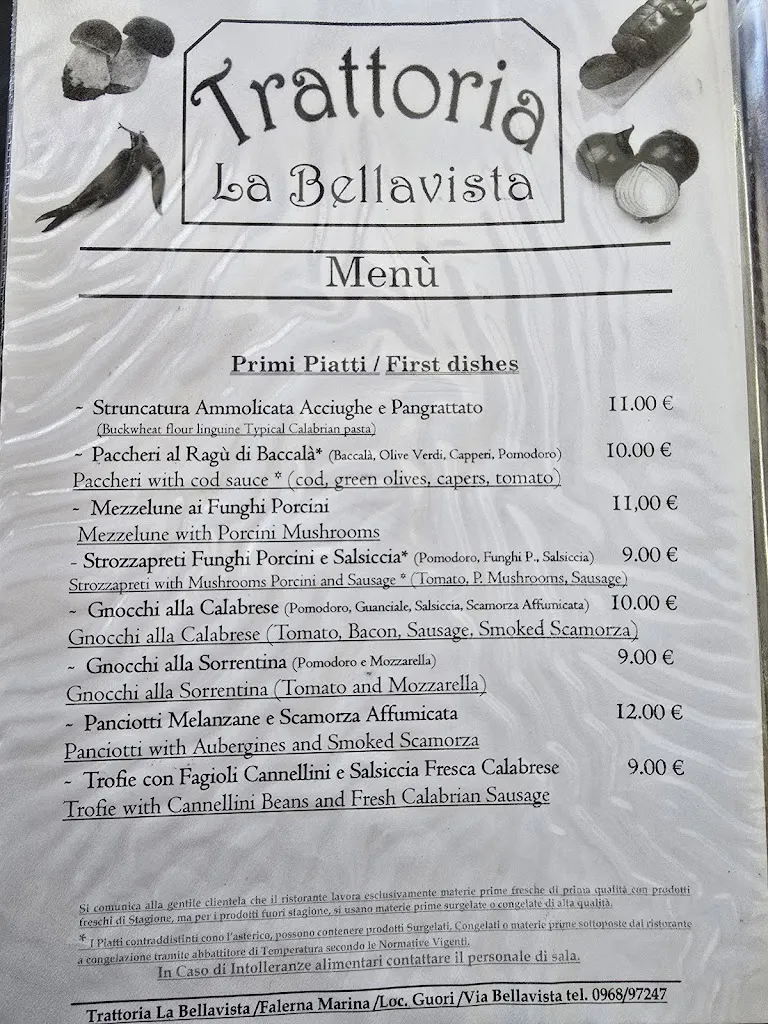 Trattoria
La Bellavista
Menù
Primi Piatti / First dishes
~ Struncatura Ammolicata Acciughe e Pangrattato 11.00 €
(Buckwheat flour linguine Typical Calabrian pasta)
~ Paccheri al Ragù di Baccalà* (Baccalà, Olive Verdi, Capperi, Pomodoro) 10.00 €
Paccheri with cod sauce * (cod, green olives, capers, tomato)
~ Mezzelune ai Funghi Porcini 11,00 €
Mezzelune with Porcini Mushrooms
- Strozzapreti Funghi Porcini e Salsiccia* (Pomodoro, Funghi P., Salsiccia) 9.00 €
Strozzapreti with Mushrooms Porcini and Sausage * (Tomato, P. Mushrooms, Sausage)
~ Gnocchi alla Calabrese (Pomodoro, Guanciale, Salsiccia, Scamorza Affumicata) 10.00 €
Gnocchi alla Calabrese (Tomato, Bacon, Sausage, Smoked Scamorza)
~ Gnocchi alla Sorrentina (Pomodoro e Mozzarella) 9.00 €
Gnocchi alla Sorrentina (Tomato and Mozzarella)
~ Panciotti Melanzane e Scamorza Affumicata 12.00 €
Panciotti with Aubergines and Smoked Scamorza
~ Trofie con Fagioli Cannellini e Salsiccia Fresca Calabrese 9.00 €
Trofie with Cannellini Beans and Fresh Calabrian Sausage
Si comunica alla gentile clientela che il ristorante lavora esclusivamente materie prime fresche di prima qualità con prodotti
freschi di Stagione, ma per i prodotti fuori stagione, si usano materie prime surgelate o congelate di alta qualità.
* I Piatti contraddistinti cono l'asterico, possono contenere prodotti Surgelati, Congelati o materie prime sottoposte dal ristorante
a congelazione tramite abbattitor di Temperatura secondo le Normative Vigenti.
In Caso di Intolleranze alimentari contattare il personale di sala.
Trattoria La Bellavista /Falerna Marina /Loc. Guori /Via Bellavista tel. 0968/97247